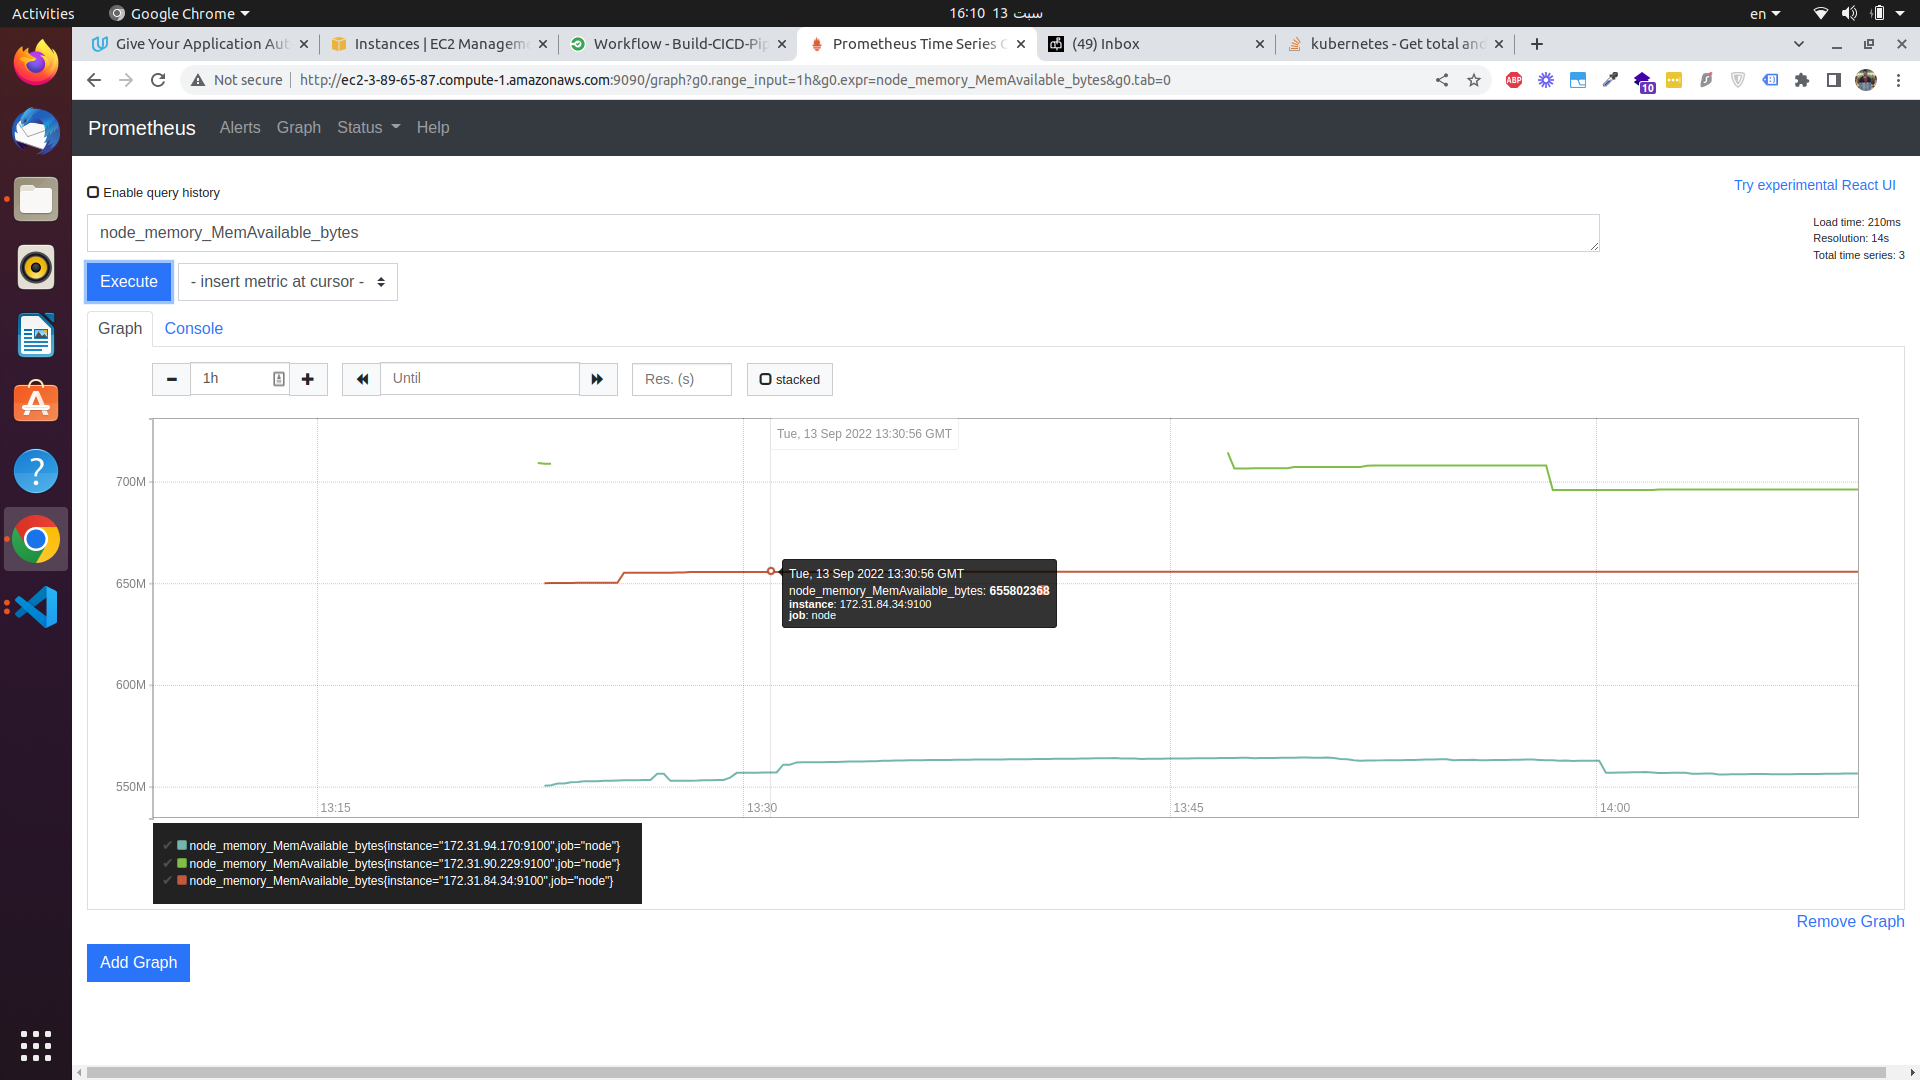 Activities
Google Chrome
16:10 13 سبت
en
Give Your Application Aut
Instances | EC2 Managem
Workflow - Build-CICD-Pip
Prometheus Time Series C
(49) Inbox
kubernetes - Get total and
Not secure
http://ec2-3-89-65-87.compute-1.amazonaws.com:9090/graph?g0.range_input=1h&g0.expr=node_memory_MemAvailable_bytes&g0.tab=0
ABP
10
Prometheus
Alerts
Graph
Status
Help
Enable query history
Try experimental React UI
node_memory_MemAvailable_bytes
Load time: 210ms
Resolution: 14s
Total time series: 3
Execute
- insert metric at cursor -
Graph
Console
1h
Until
Res. (s)
stacked
Tue, 13 Sep 2022 13:30:56 GMT
700M
650M
600M
550M
Tue, 13 Sep 2022 13:30:56 GMT
node_memory_MemAvailable_bytes: 655802368
instance: 172.31.84.34:9100
job: node
13:15
13:30
13:45
14:00
node_memory_MemAvailable_bytes{instance="172.31.94.170:9100",job="node"}
node_memory_MemAvailable_bytes{instance="172.31.90.229:9100",job="node"}
node_memory_MemAvailable_bytes{instance="172.31.84.34:9100",job="node"}
Remove Graph
Add Graph